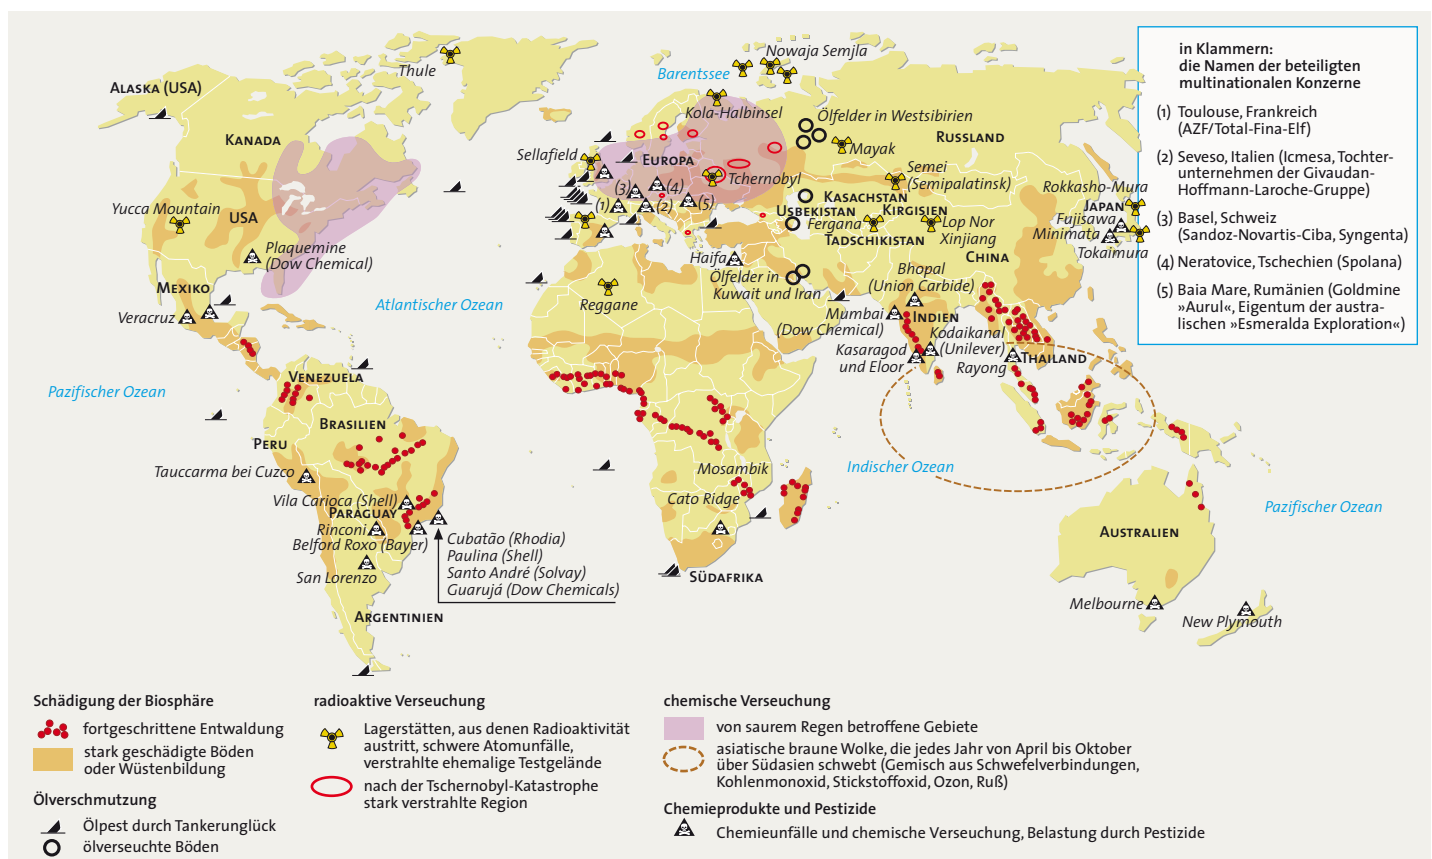 Thule
Nowaja Semlja
Barentssee
ALASKA (USA)
Kola-Halbinsel
Ölfelder in Westsibirien
KANADA
RUSSLAND
Sellafield
EUROPA
Mayak
Tchernobyl
Semei
(Semipalatinsk)
(3)
(4)
(1)
(2)
(5)
Rokkasho-Mura
Yucca Mountain
USA
KASACHSTAN
USBEKISTAN
KIRGISIEN
JAPAN
Fergana
Lop Nor
Fujisawa
Minimata
TADSCHIKISTAN
Xinjiang
Tokaimura
Plaquemine
(Dow Chemical)
Haifa
CHINA
Ölfelder in
Kuwait und Iran
Bhopal
(Union Carbide)
MEXIKO
Reggane
Atlantischer Ozean
Veracruz
Mumbai
(Dow Chemical)
INDIEN
Kodaikanal
(Unilever)
Kasaragod
und Eloor
Rayong
THAILAND
VENEZUELA
Pazifischer Ozean
BRASILIEN
PERU
Tauccarma bei Cuzco
Mosambik
Indischer Ozean
Vila Carioca (Shell)
Cato Ridge
PARAGUAY
Pazifischer Ozean
Rinconi
Belford Roxo (Bayer)
Cubatão (Rhodia)
Paulina (Shell)
Santo André (Solvay)
Guarujá (Dow Chemicals)
AUSTRALIEN
San Lorenzo
SÜDAFRIKA
Melbourne
New Plymouth
ARGENTINIEN
in Klammern:
die Namen der beteiligten
multinationalen Konzerne
(1) Toulouse, Frankreich
(AZF/Total-Fina-Elf)
(2) Seveso, Italien (Icmesa, Tochter-
unternehmen der Givaudan-
Hoffmann-Laroche-Gruppe)
(3) Basel, Schweiz
(Sandoz-Novartis-Ciba, Syngenta)
(4) Neratovice, Tschechien (Spolana)
(5) Baia Mare, Rumänien (Goldmine
»Aurul«, Eigentum der austra-
lischen »Esmeralda Exploration«)
Schädigung der Biosphäre
fortgeschrittene Entwaldung
stark geschädigte Böden
oder Wüstenbildung
Ölverschmutzung
Ölpest durch Tankerunglück
ölverseuchte Böden
radioaktive Verseuchung
Lagerstätten, aus denen Radioaktivität
austritt, schwere Atomunfälle,
verstrahlte ehemalige Testgelände
nach der Tschernobyl-Katastrophe
stark verstrahlte Region
chemische Verseuchung
von saurem Regen betroffene Gebiete
asiatische braune Wolke, die jedes Jahr von April bis Oktober
über Südasien schwebt (Gemisch aus Schwefelverbindungen,
Kohlenmonoxid, Stickstoffoxid, Ozon, Ruß)
Chemieprodukte und Pestizide
Chemieunfälle und chemische Verseuchung, Belastung durch Pestizide